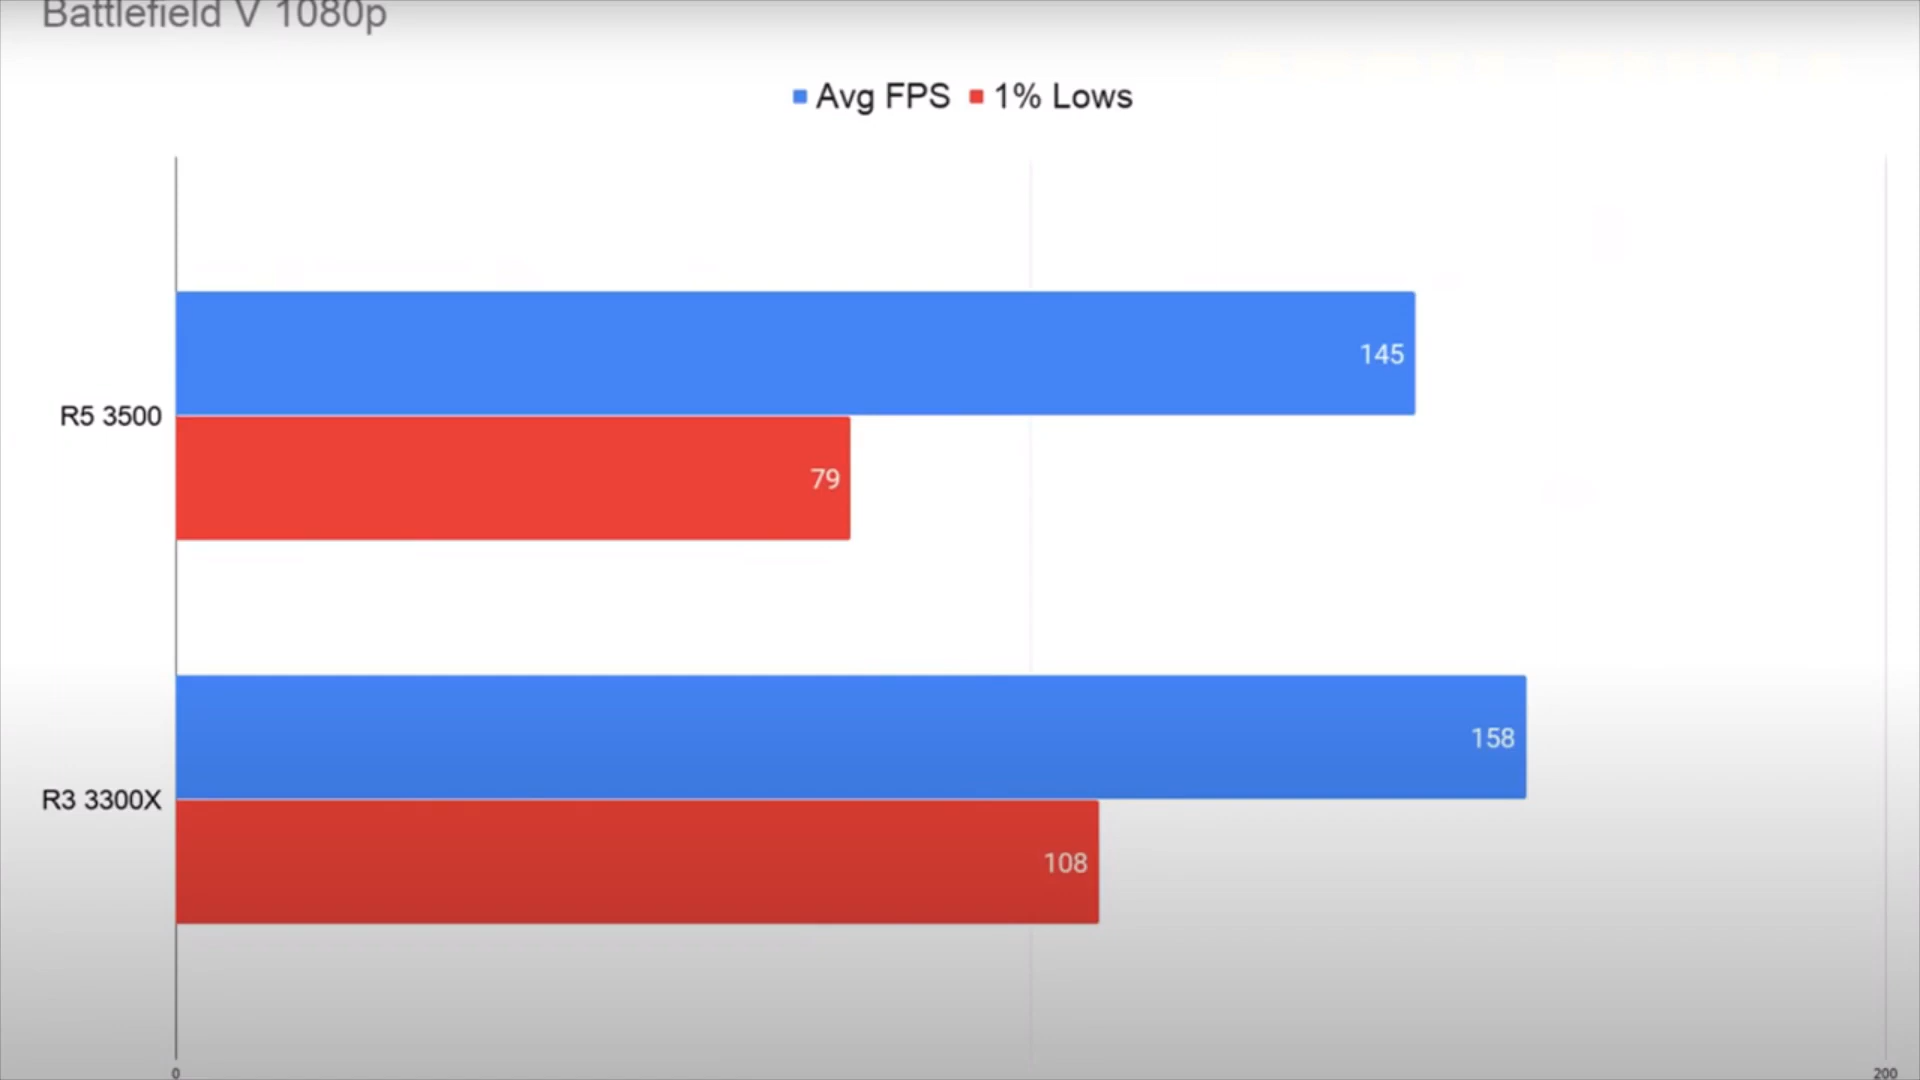 Battlefield V 1080p
Avg FPS 1% Lows
145
R5 3500
79
158
R3 3300X
108
0 200